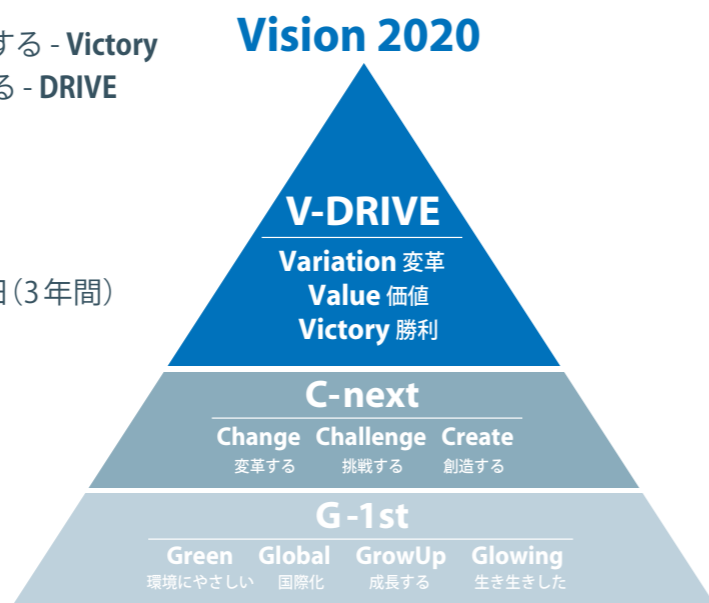 する - Victory
る - DRIVE
日（3年間）
Vision 2020
V-DRIVE
Variation 変革
Value 価値
Victory 勝利
C-next
Change Challenge Create
変革する 挑戦する 創造する
G-1st
Green Global GrowUp Glowing
環境にやさしい 国際化 成長する 生き生きした